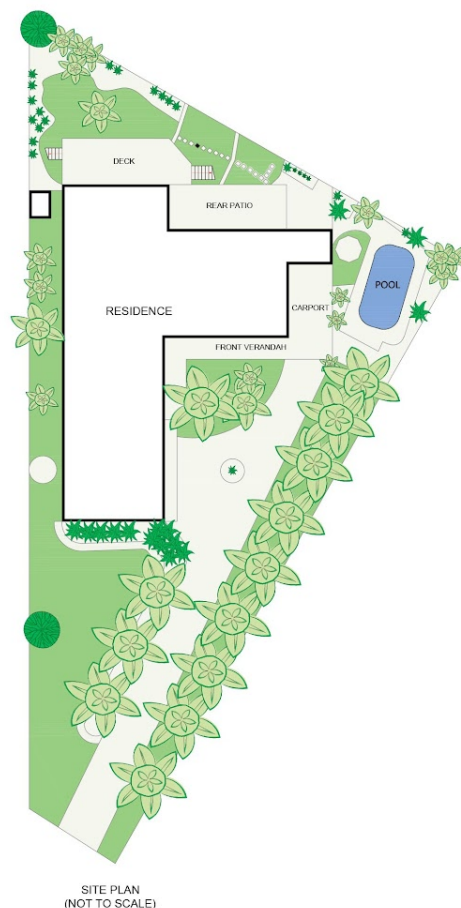 DECK
REAR PATIO
POOL
RESIDENCE
CARPORT
FRONT VERANDAH
SITE PLAN
(NOT TO SCALE)